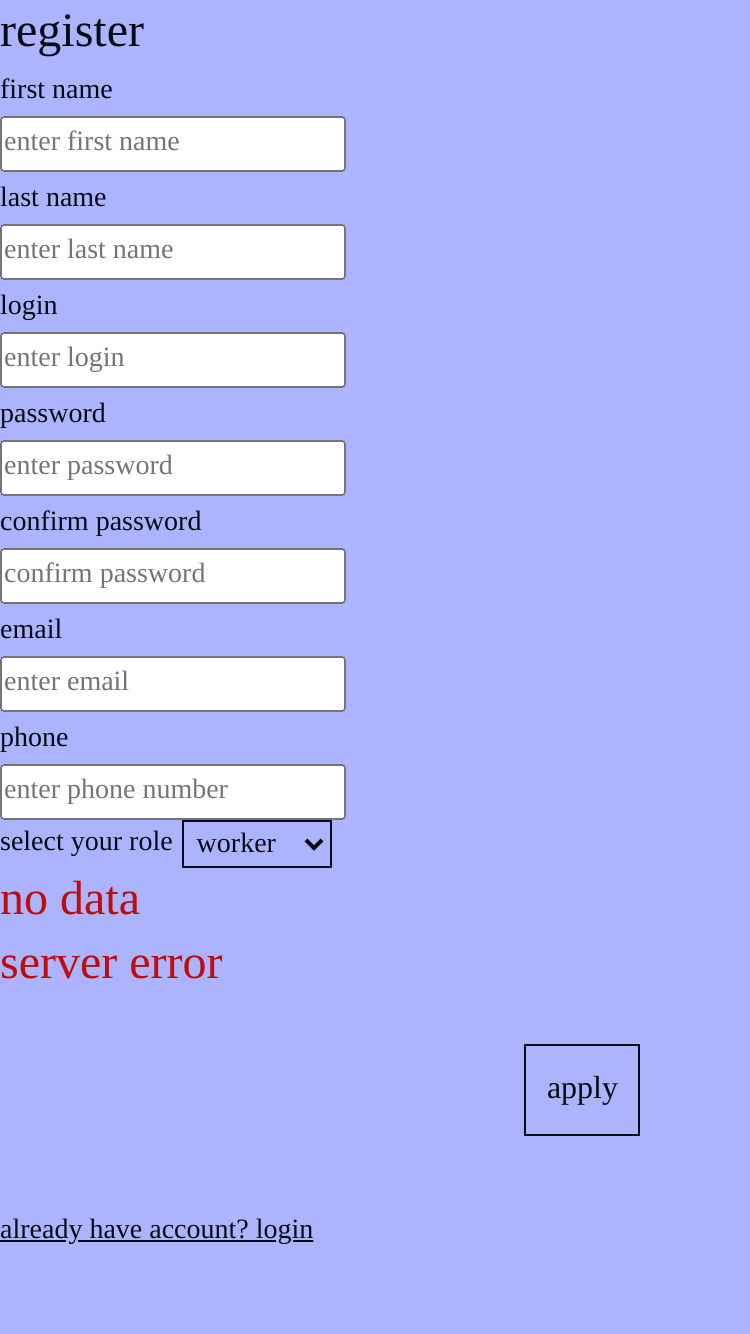 register
first name
enter first name
last name
enter last name
login
enter login
password
enter password
confirm password
confirm password
email
enter email
phone
enter phone number
select your role worker
no data
server error
apply
already have account? login